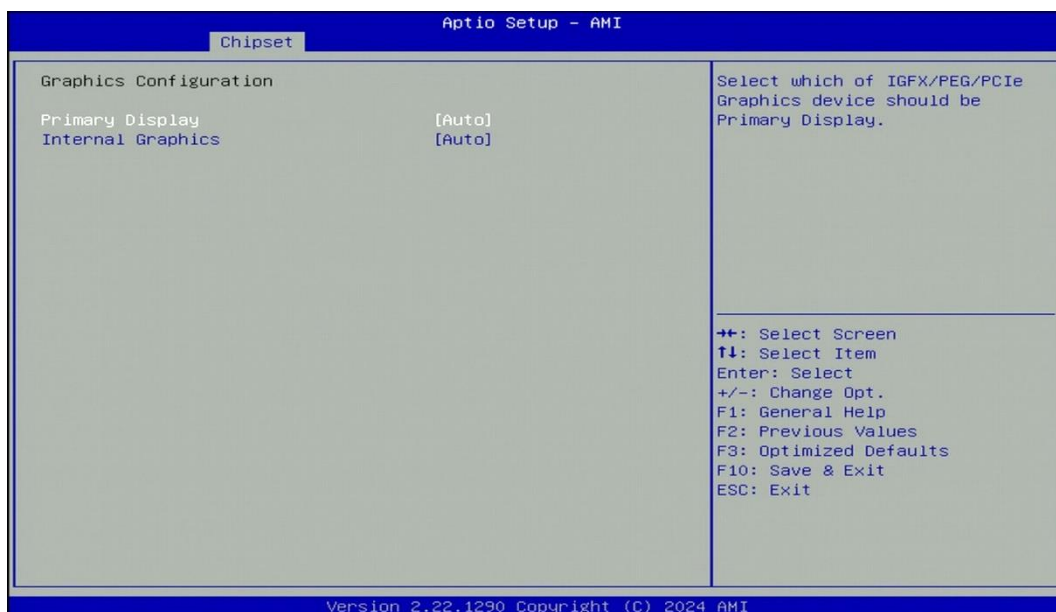 Aptio Setup – AMI
Chipset
Graphics Configuration
Primary Display [Auto]
Internal Graphics [Auto]
Select which of IGFX/PEG/PCIe
Graphics device should be
Primary Display.
→←: Select Screen
↑↓: Select Item
Enter: Select
+/-: Change Opt.
F1: General Help
F2: Previous Values
F3: Optimized Defaults
F10: Save & Exit
ESC: Exit
Version 2.22.1290 Copyright (C) 2024 AMI